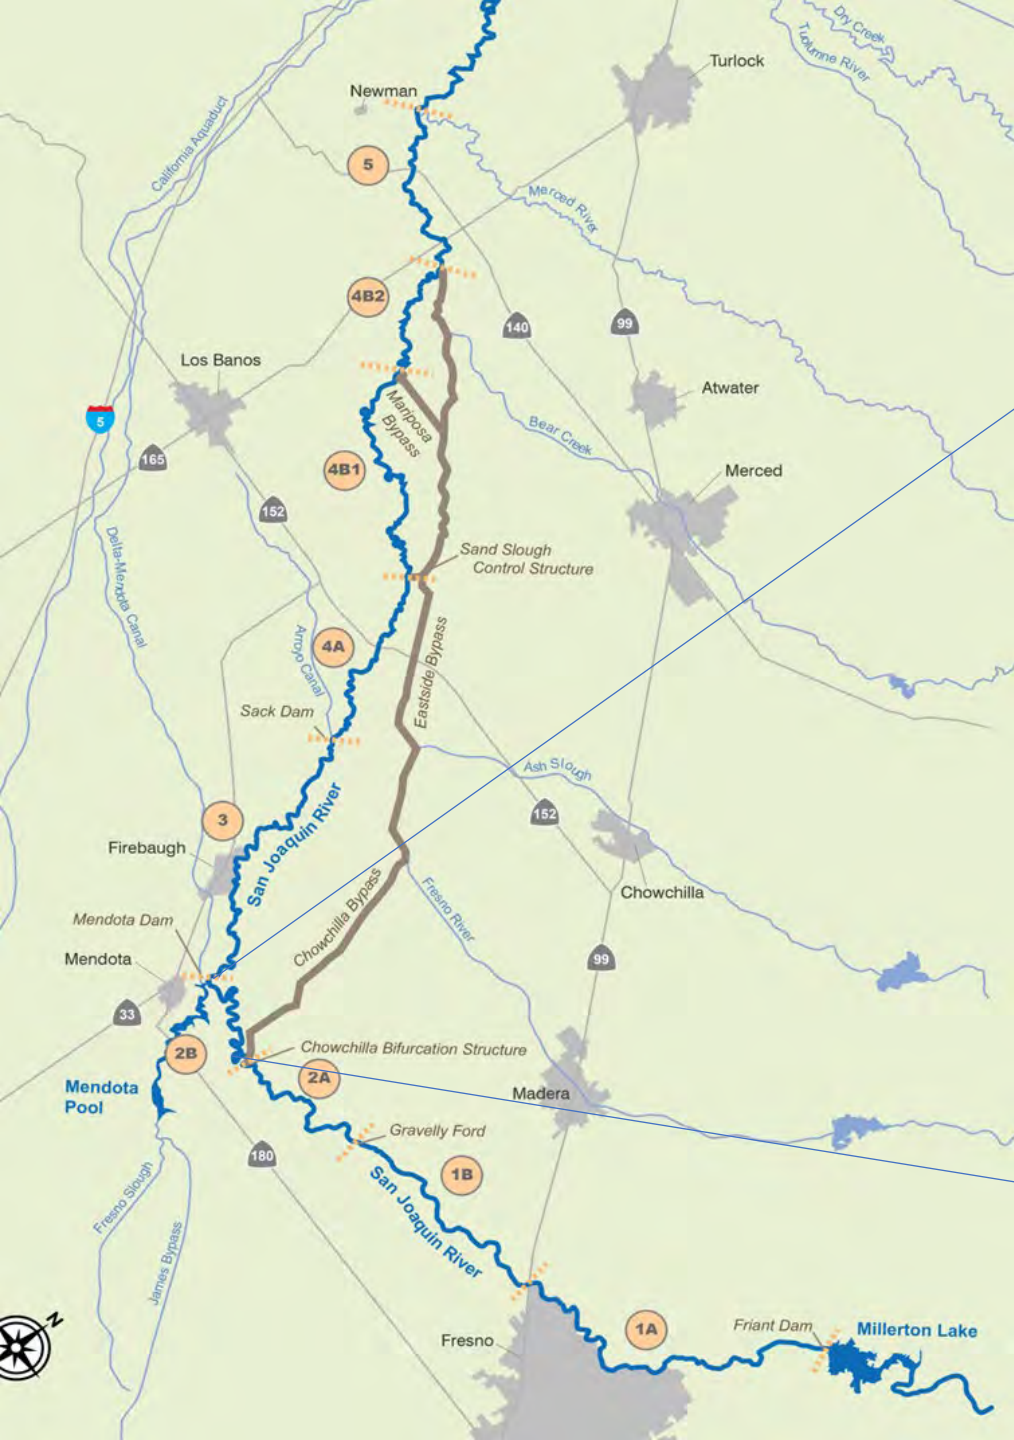 Dry Creek
Tuolumne River
Turlock
Newman
California Aquaduct
5
Merced River
4B2
140
99
Los Banos
Atwater
5
Mariposa
Bypass
Bear Creek
165
4B1
Merced
152
Delta-Mendota Canal
Sand Slough
Control Structure
4A
Arroyo Canal
Eastside Bypass
Sack Dam
Ash Slough
3
San Joaquin River
152
Firebaugh
Chowchilla
Fresno River
Chowchilla Bypass
Mendota Dam
Mendota
99
33
2B
Chowchilla Bifurcation Structure
2A
Mendota
Pool
Madera
Gravelly Ford
180
1B
San Joaquin River
Fresno Slough
James Bypass
N
Fresno
1A
Friant Dam
Millerton Lake